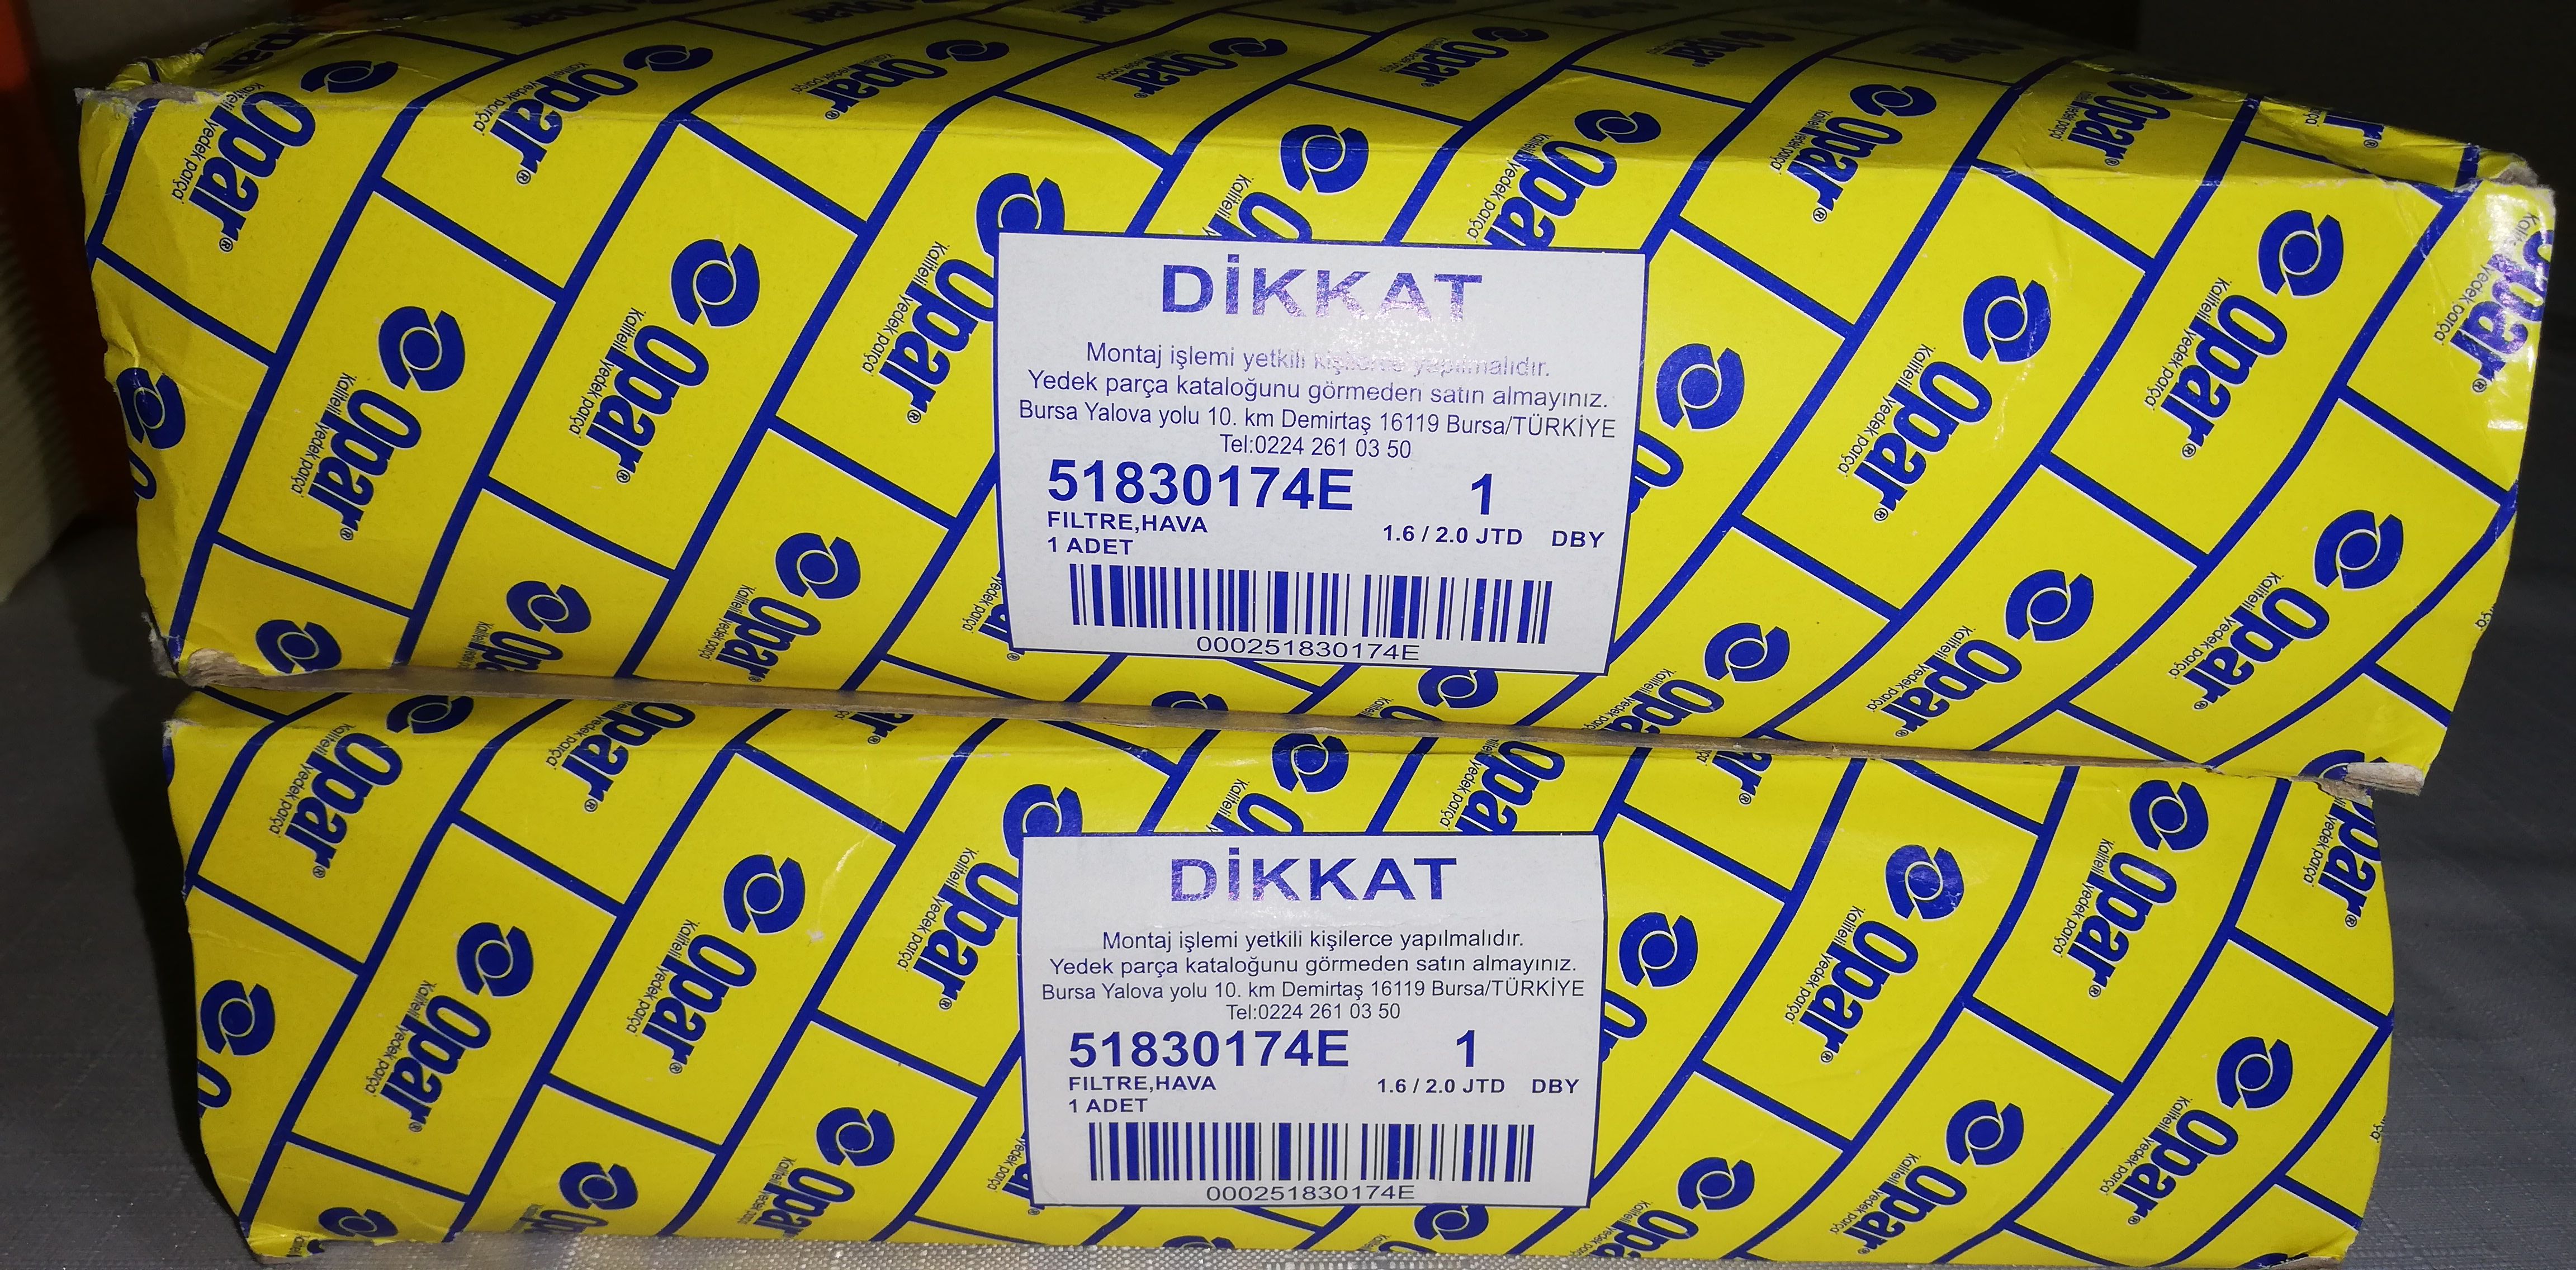 Opar®
Kaliteli yedek parça
DİKKAT
Montaj işlemi yetkili kişilerce yapılmalıdır.
Yedek parça kataloğunu görmeden satın almayınız.
Bursa Yalova yolu 10. km Demirtaş 16119 Bursa/TÜRKİYE
Tel:0224 261 03 50
51830174E 1
FILTRE,HAVA 1.6 / 2.0 JTD DBY
1 ADET
000251830174E
Opar®
Kaliteli yedek parça
DİKKAT
Montaj işlemi yetkili kişilerce yapılmalıdır.
Yedek parça kataloğunu görmeden satın almayınız.
Bursa Yalova yolu 10. km Demirtaş 16119 Bursa/TÜRKİYE
Tel:0224 261 03 50
51830174E 1
FILTRE,HAVA 1.6 / 2.0 JTD DBY
1 ADET
000251830174E